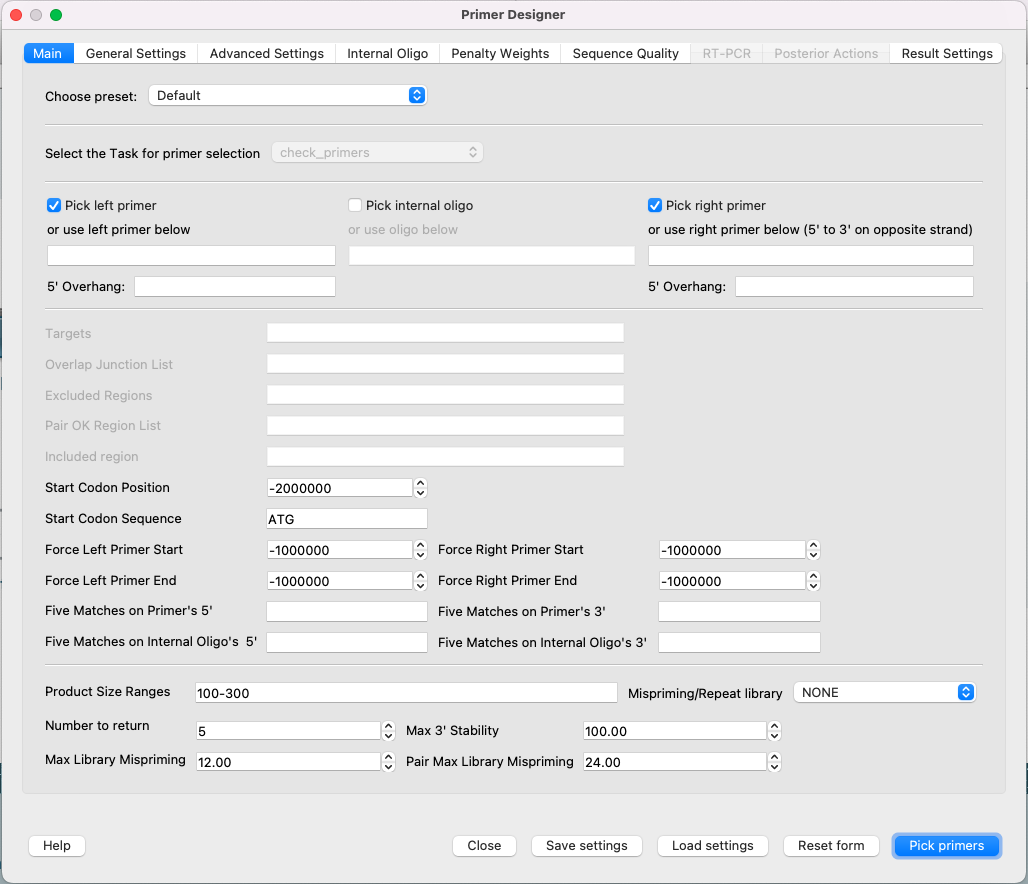 Primer Designer
Main General Settings Advanced Settings Internal Oligo Penalty Weights Sequence Quality RT-PCR Posterior Actions Result Settings
Choose preset: Default
Select the Task for primer selection check_primers
Pick left primer Pick internal oligo Pick right primer
or use left primer below or use oligo below or use right primer below (5' to 3' on opposite strand)
5' Overhang: 5' Overhang:
Targets
Overlap Junction List
Excluded Regions
Pair OK Region List
Included region
Start Codon Position -2000000
Start Codon Sequence ATG
Force Left Primer Start -1000000 Force Right Primer Start -1000000
Force Left Primer End -1000000 Force Right Primer End -1000000
Five Matches on Primer's 5' Five Matches on Primer's 3'
Five Matches on Internal Oligo's 5' Five Matches on Internal Oligo's 3'
Product Size Ranges 100-300 Mispriming/Repeat library NONE
Number to return 5 Max 3' Stability 100.00
Max Library Mispriming 12.00 Pair Max Library Mispriming 24.00
Help Close Save settings Load settings Reset form Pick primers